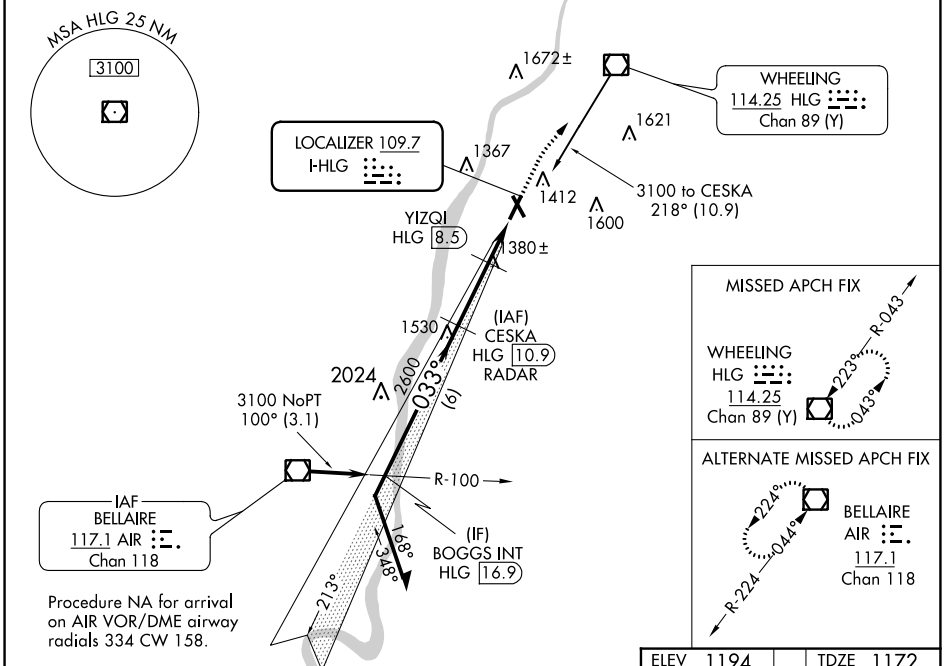 MSA HLG 25 NM
3100
1672±
WHEELING
114.25 HLG
Chan 89 (Y)
LOCALIZER 109.7
I-HLG
1367
1621
1412
3100 to CESKA
218° (10.9)
1600
YIZQI
HLG 8.5
1380±
MISSED APCH FIX
R-043
223°
043°
WHEELING
HLG
114.25
Chan 89 (Y)
(IAF)
CESKA
HLG 10.9
RADAR
1530
2024
2600
033°
(6)
3100 NoPT
100° (3.1)
R-100
ALTERNATE MISSED APCH FIX
224°
044°
R-224
BELLAIRE
AIR
117.1
Chan 118
IAF
BELLAIRE
117.1 AIR
Chan 118
(IF)
BOGGS INT
HLG 16.9
168°
348°
213°
Procedure NA for arrival
on AIR VOR/DME airway
radials 334 CW 158.
ELEV 1194
TDZE 1172